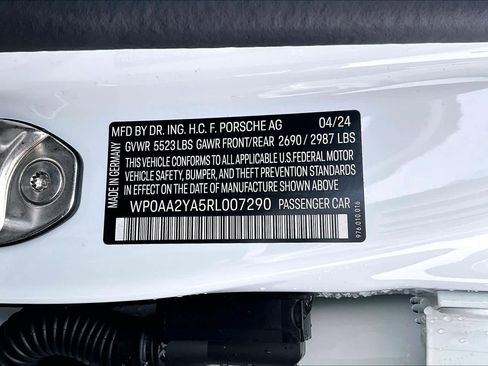 MFD BY DR. ING. H.C. F. PORSCHE AG 04/24
GVWR 5523 LBS GAWR FRONT/REAR 2690 / 2987 LBS
THIS VEHICLE CONFORMS TO ALL APPLICABLE U.S. FEDERAL MOTOR
VEHICLE SAFETY, BUMPER, AND THEFT PREVENTION STANDARDS
IN EFFECT ON THE DATE OF MANUFACTURE SHOWN ABOVE.
WP0AA2YA5RL007290 PASSENGER CAR
MADE IN GERMANY
976.010.016